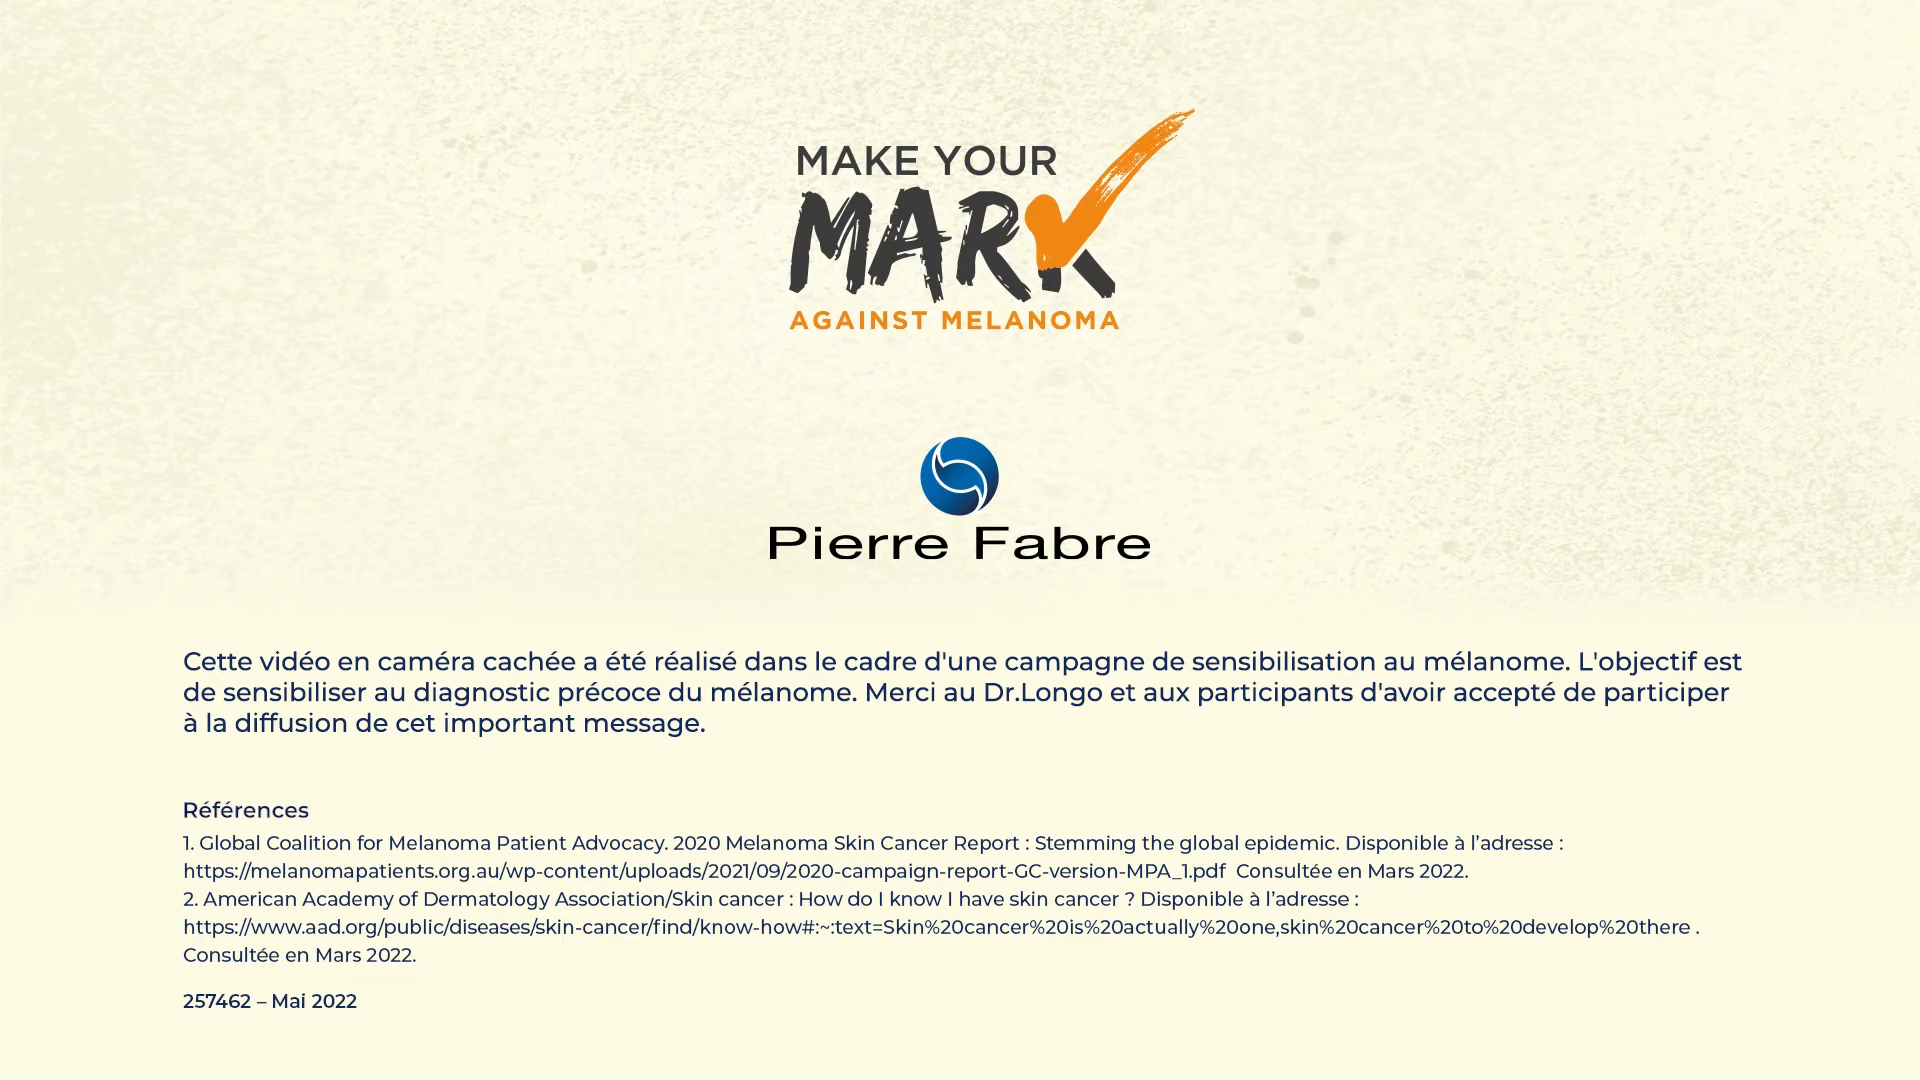 MAKE YOUR
MARK
AGAINST MELANOMA
Pierre Fabre
Cette vidéo en caméra cachée a été réalisé dans le cadre d'une campagne de sensibilisation au mélanome. L'objectif est
de sensibiliser au diagnostic précoce du mélanome. Merci au Dr.Longo et aux participants d'avoir accepté de participer
à la diffusion de cet important message.
Références
1. Global Coalition for Melanoma Patient Advocacy. 2020 Melanoma Skin Cancer Report : Stemming the global epidemic. Disponible à l’adresse :
https://melanomapatients.org.au/wp-content/uploads/2021/09/2020-campaign-report-GC-version-MPA_1.pdf  Consultée en Mars 2022.
2. American Academy of Dermatology Association/Skin cancer : How do I know I have skin cancer ? Disponible à l’adresse :
https://www.aad.org/public/diseases/skin-cancer/find/know-how#:~:text=Skin%20cancer%20is%20actually%20one,skin%20cancer%20to%20develop%20there .
Consultée en Mars 2022.
257462 – Mai 2022